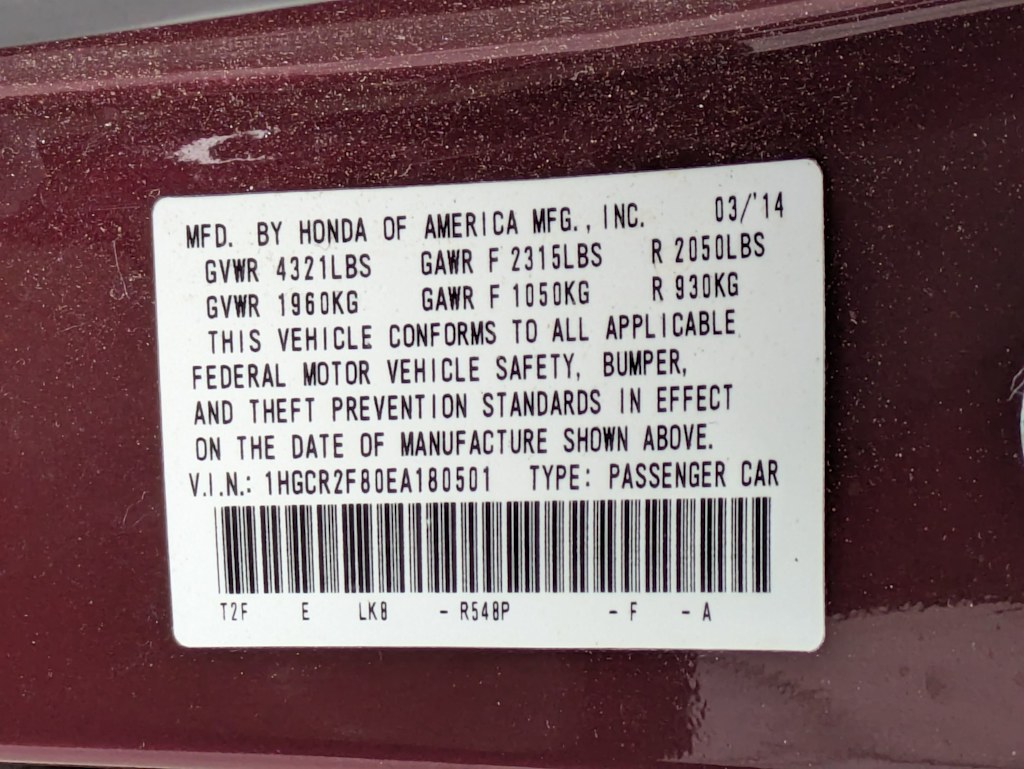 MFD. BY HONDA OF AMERICA MFG., INC. 03/'14
GVWR 4321LBS GAWR F 2315LBS R 2050LBS
GVWR 1960KG GAWR F 1050KG R 930KG
THIS VEHICLE CONFORMS TO ALL APPLICABLE
FEDERAL MOTOR VEHICLE SAFETY, BUMPER,
AND THEFT PREVENTION STANDARDS IN EFFECT
ON THE DATE OF MANUFACTURE SHOWN ABOVE.
V.I.N.: 1HGCR2F80EA180501 TYPE: PASSENGER CAR
T2F E LK8 - R548P - F - A